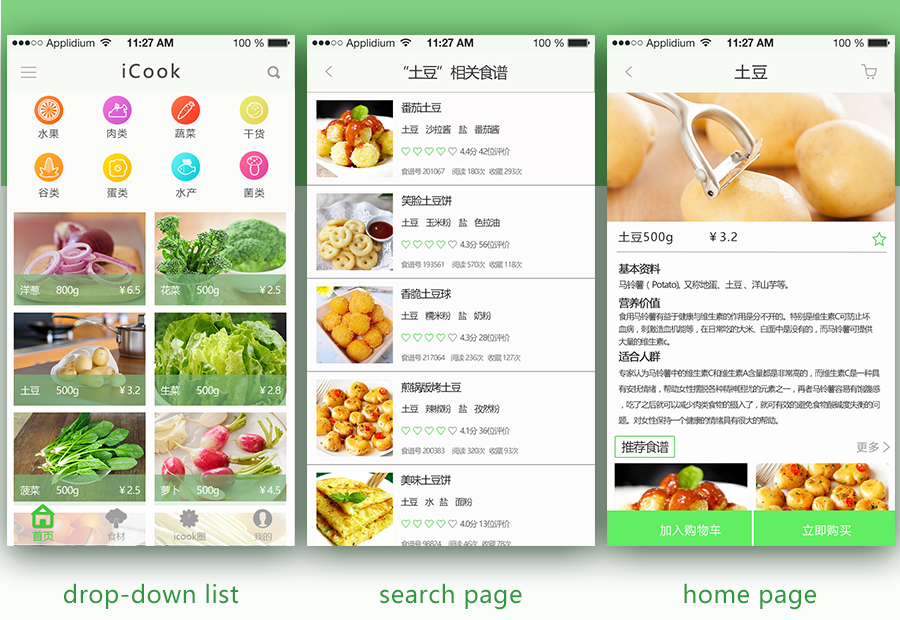 ●●●○○ Applidium 11:27 AM 100 %
iCook
水果 肉类 蔬菜 干货
谷类 蛋类 水产 菌类
洋葱 800g ¥6.5
花菜 500g ¥2.5
土豆 500g ¥3.2
生菜 500g ¥2.8
菠菜 500g ¥2.5
萝卜 500g ¥4.5
首页 食材 icook圈 我的
drop-down list
●●●○○ Applidium 11:27 AM 100 %
“土豆”相关食谱
番茄土豆
土豆 沙拉酱 盐 番茄酱
4.4分 42位评价
食谱号 201067 阅读 180次 收藏 293次
笑脸土豆饼
土豆 玉米粉 盐 色拉油
4.3分 56位评价
食谱号 193561 阅读 570次 收藏 118次
香脆土豆球
土豆 糯米粉 盐 奶粉
4.3分 28位评价
食谱号 217064 阅读 236次 收藏 127次
煎锅版烤土豆
土豆 辣椒粉 盐 孜然粉
4.1分 36位评价
食谱号 200383 阅读 320次 收藏 93次
美味土豆饼
土豆 水 盐 面粉
4.0分 13位评价
食谱号 98824 阅读 46次 收藏 78次
search page
●●●○○ Applidium 11:27 AM 100 %
土豆
土豆500g ¥ 3.2
基本资料
马铃薯（Potato), 又称地蛋、土豆、洋山芋等。
营养价值
食用马铃薯有益于健康与维生素的作用是分不开的。特别是维生素C可防止坏
血病，刺激造血机能等，在日常吃的大米、白面中是没有的，而马铃薯可提供
大量的维生素c。
适合人群
专家认为马铃薯中的维生素C和维生素A含量都是非常高的，而维生素C是一种具
有安抚情绪，帮助女性摆脱各种精神困扰的元素之一，再者马铃薯容易有饱腹感
，吃了之后就可以减少肉类食物的摄入了，就可有效的避免食物酸碱度失衡的问
题。对女性保持一个健康的情绪具有很大的帮助。
推荐食谱 更多
加入购物车 立即购买
home page